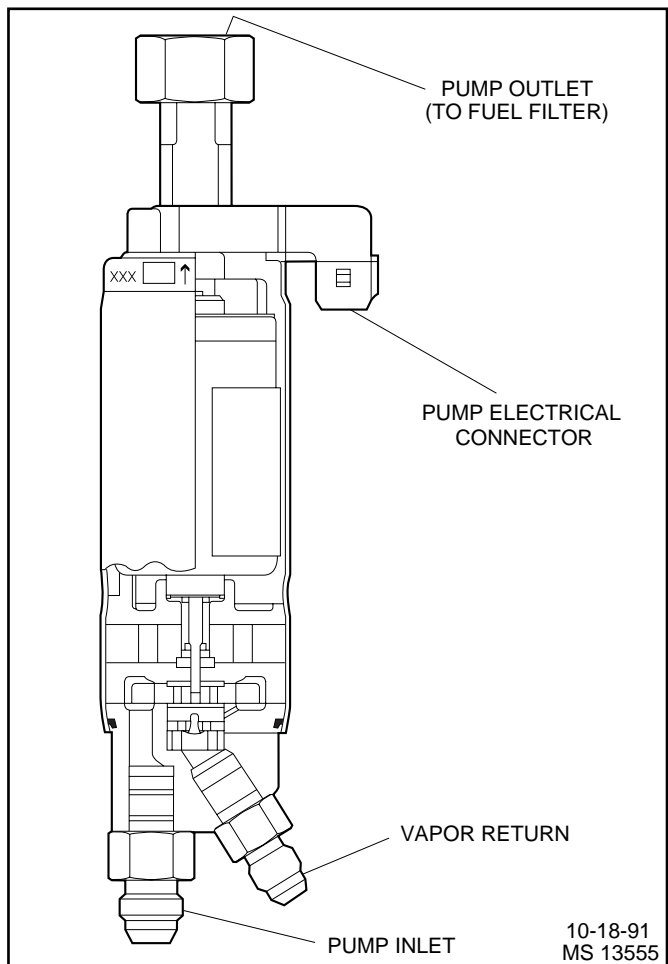 PUMP OUTLET
(TO FUEL FILTER)
XXX
PUMP ELECTRICAL
CONNECTOR
VAPOR RETURN
PUMP INLET
10-18-91
MS 13555